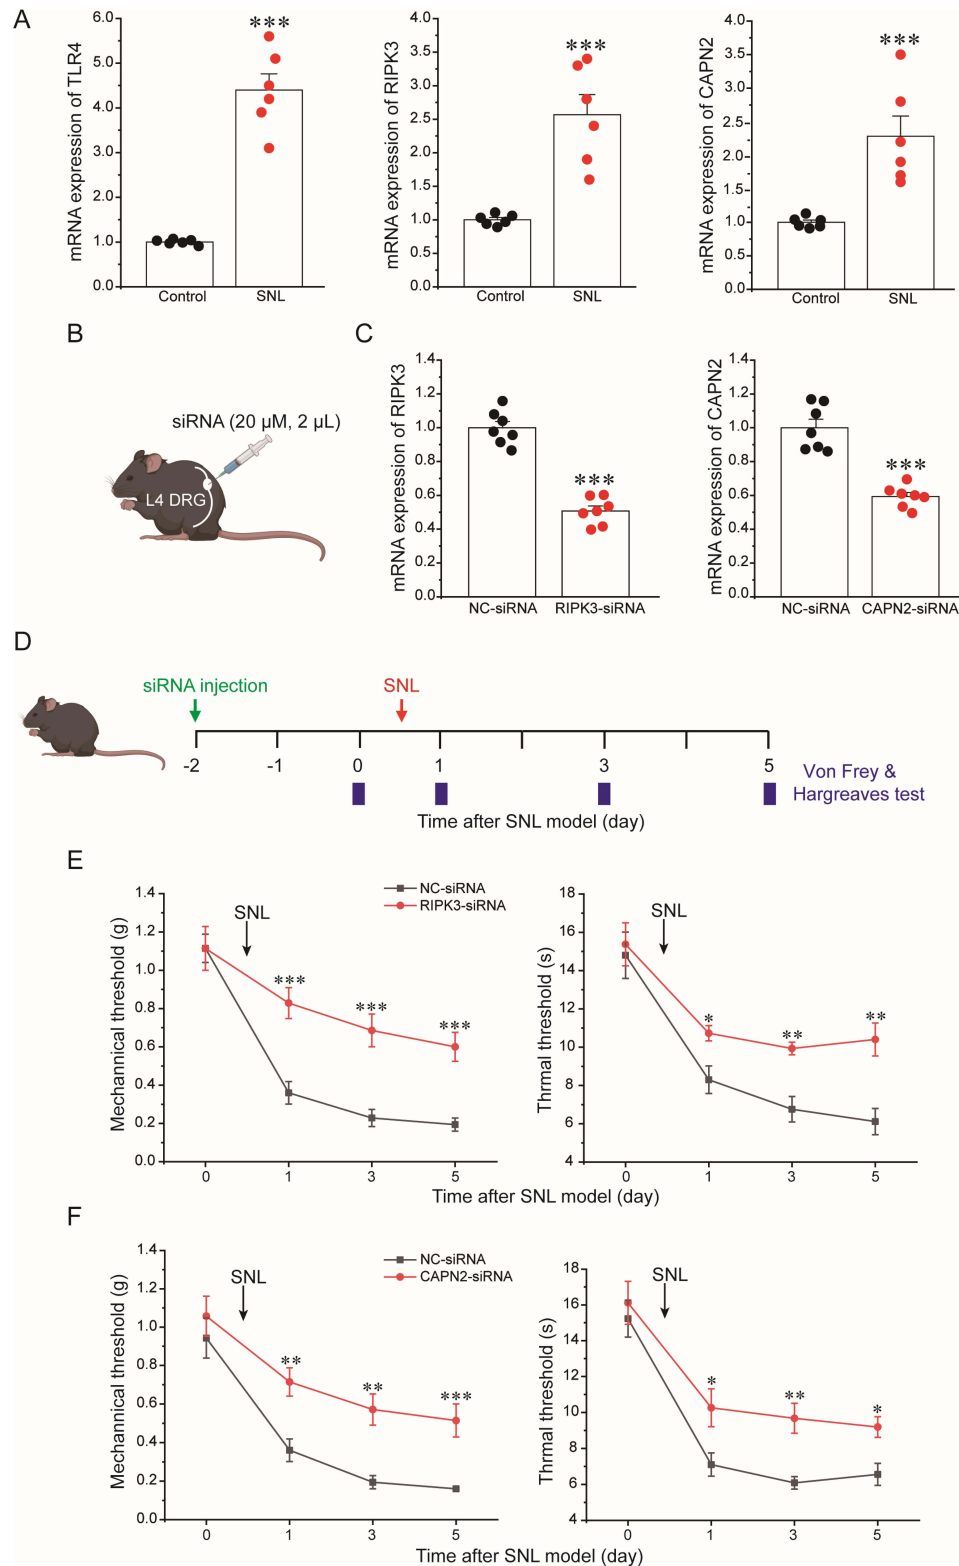 A
mRNA expression of TLR4
6.0
5.0
4.0
3.0
2.0
1.0
0.0
***
Control
SNL
mRNA expression of RIPK3
4.0
3.5
3.0
2.5
2.0
1.5
1.0
0.5
0.0
***
Control
SNL
mRNA expression of CAPN2
4.0
3.5
3.0
2.5
2.0
1.5
1.0
0.5
0.0
***
Control
SNL
B
siRNA (20 µM, 2 µL)
L4 DRG
C
mRNA expression of RIPK3
1.4
1.2
1.0
0.8
0.6
0.4
0.2
0.0
***
NC-siRNA
RIPK3-siRNA
mRNA expression of CAPN2
1.4
1.2
1.0
0.8
0.6
0.4
0.2
0.0
***
NC-siRNA
CAPN2-siRNA
D
siRNA injection
SNL
-2
-1
0
1
3
5
Von Frey &
Hargreaves test
Time after SNL model (day)
E
Mechannical threshold (g)
1.4
1.2
1.0
0.8
0.6
0.4
0.2
0.0
SNL
NC-siRNA
RIPK3-siRNA
***
***
***
0
1
3
5
Thrmal threshold (s)
18
16
14
12
10
8
6
4
SNL
*
**
**
0
1
3
5
Time after SNL model (day)
F
Mechannical threshold (g)
1.4
1.2
1.0
0.8
0.6
0.4
0.2
0.0
SNL
NC-siRNA
CAPN2-siRNA
**
**
***
0
1
3
5
Thrmal threshold (s)
18
16
14
12
10
8
6
4
SNL
*
**
*
0
1
3
5
Time after SNL model (day)